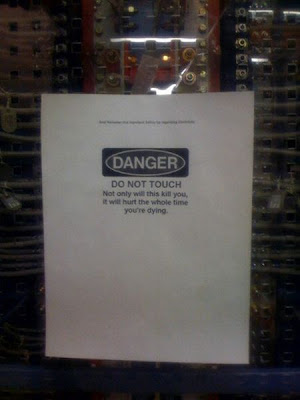 DANGER
DO NOT TOUCH
Not only will this kill you,
it will hurt the whole time
you're dying.